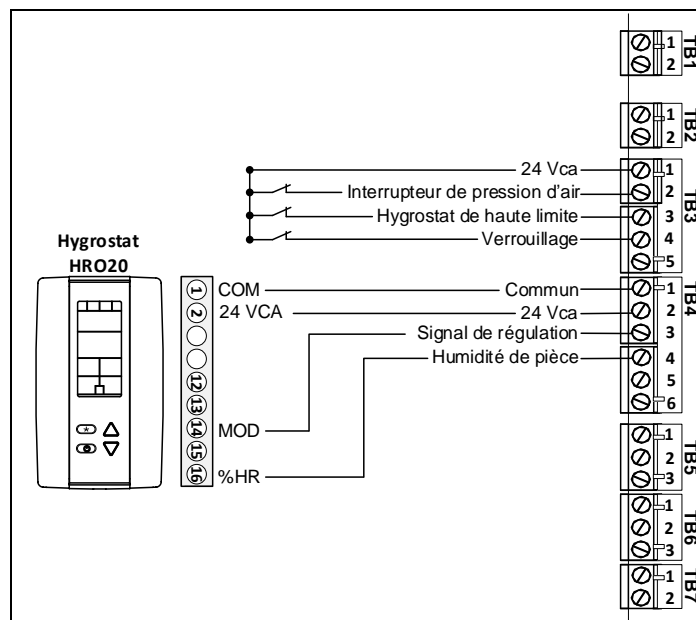 TB1
1
2
TB2
1
2
TB3
24 Vca 1
Interrupteur de pression d'air 2
Hygrostat de haute limite 3
Verrouillage 4
5
Hygrostat
HRO20
TB4
1 COM Commun 1
2 24 VCA 24 Vca 2
Signal de régulation 3
Humidité de pièce 4
12 5
13 6
14 MOD
15
16 %HR
TB5
1
2
3
TB6
1
2
3
TB7
1
2